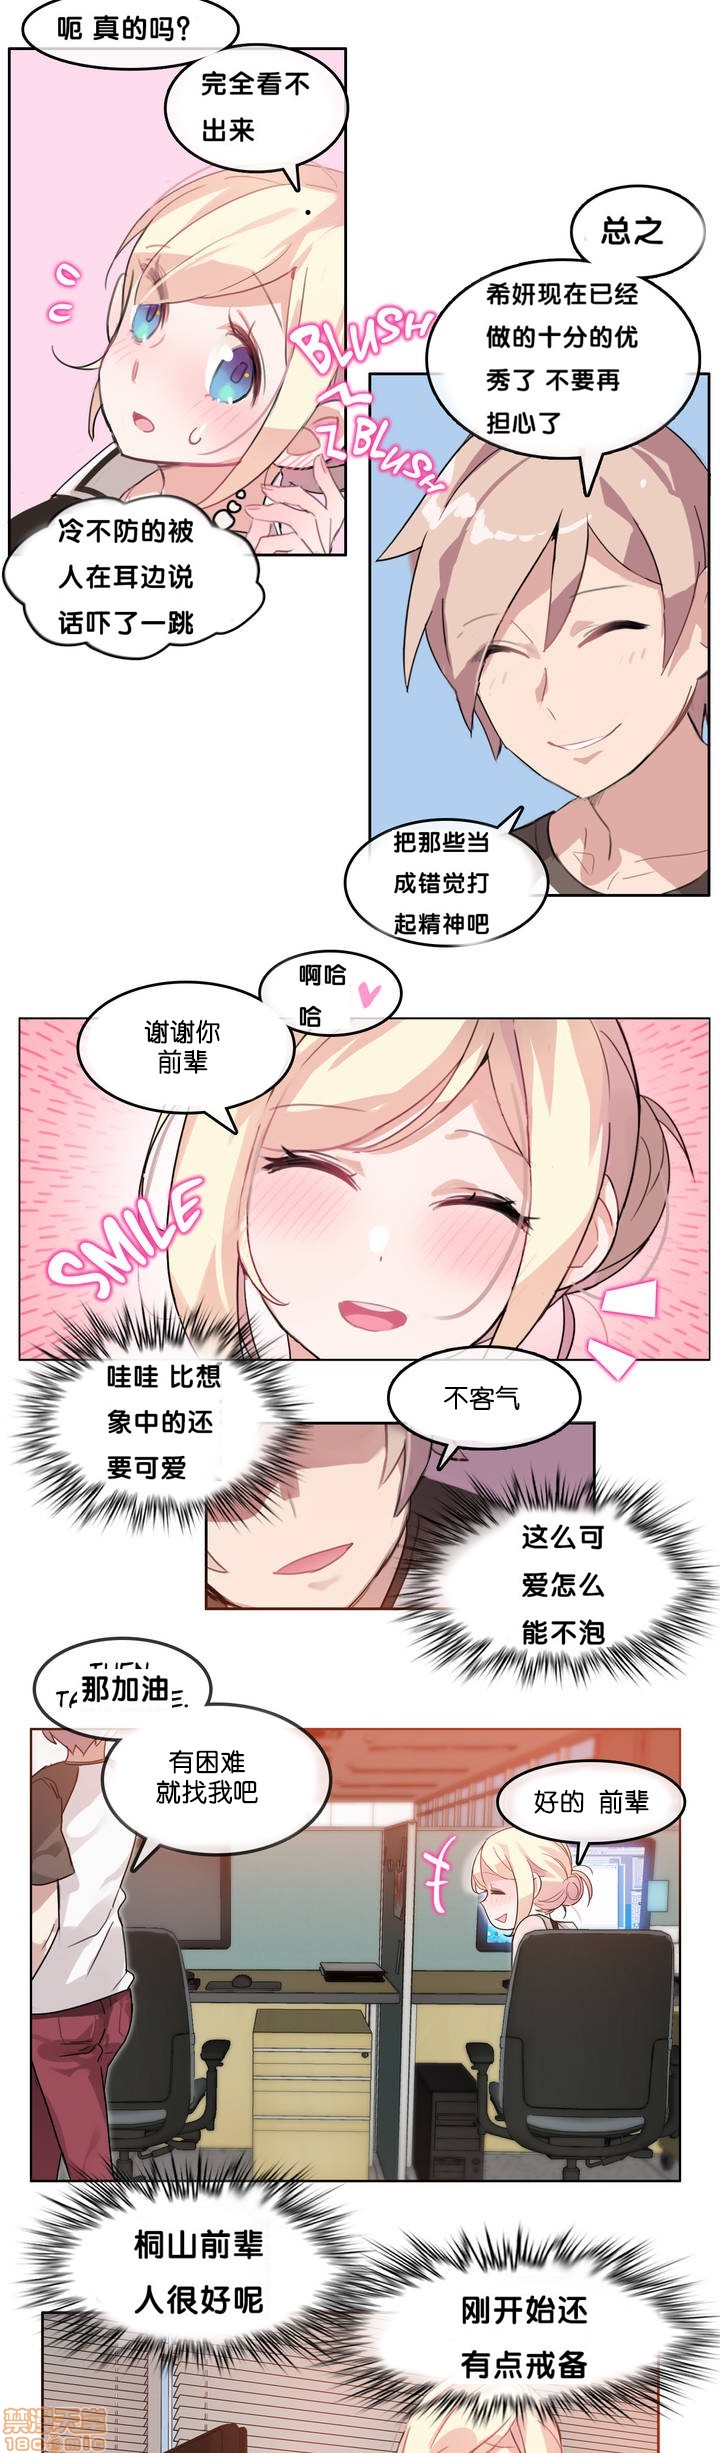 呃 真的吗?
完全看不
出来
总之
希妍现在已经
做的十分的优
秀了 不要再
担心了
BLUSH
~
BLUSH
冷不防的被
人在耳边说
话吓了一跳
把那些当
成错觉打
起精神吧
啊哈
哈
谢谢你
前辈
SMILE
哇哇 比想
象中的还
要可爱
不客气
这么可
爱怎么
能不泡
那加油
有困难
就找我吧
好的 前辈
桐山前辈
人很好呢
刚开始还
有点戒备
禁漫天堂
18comic